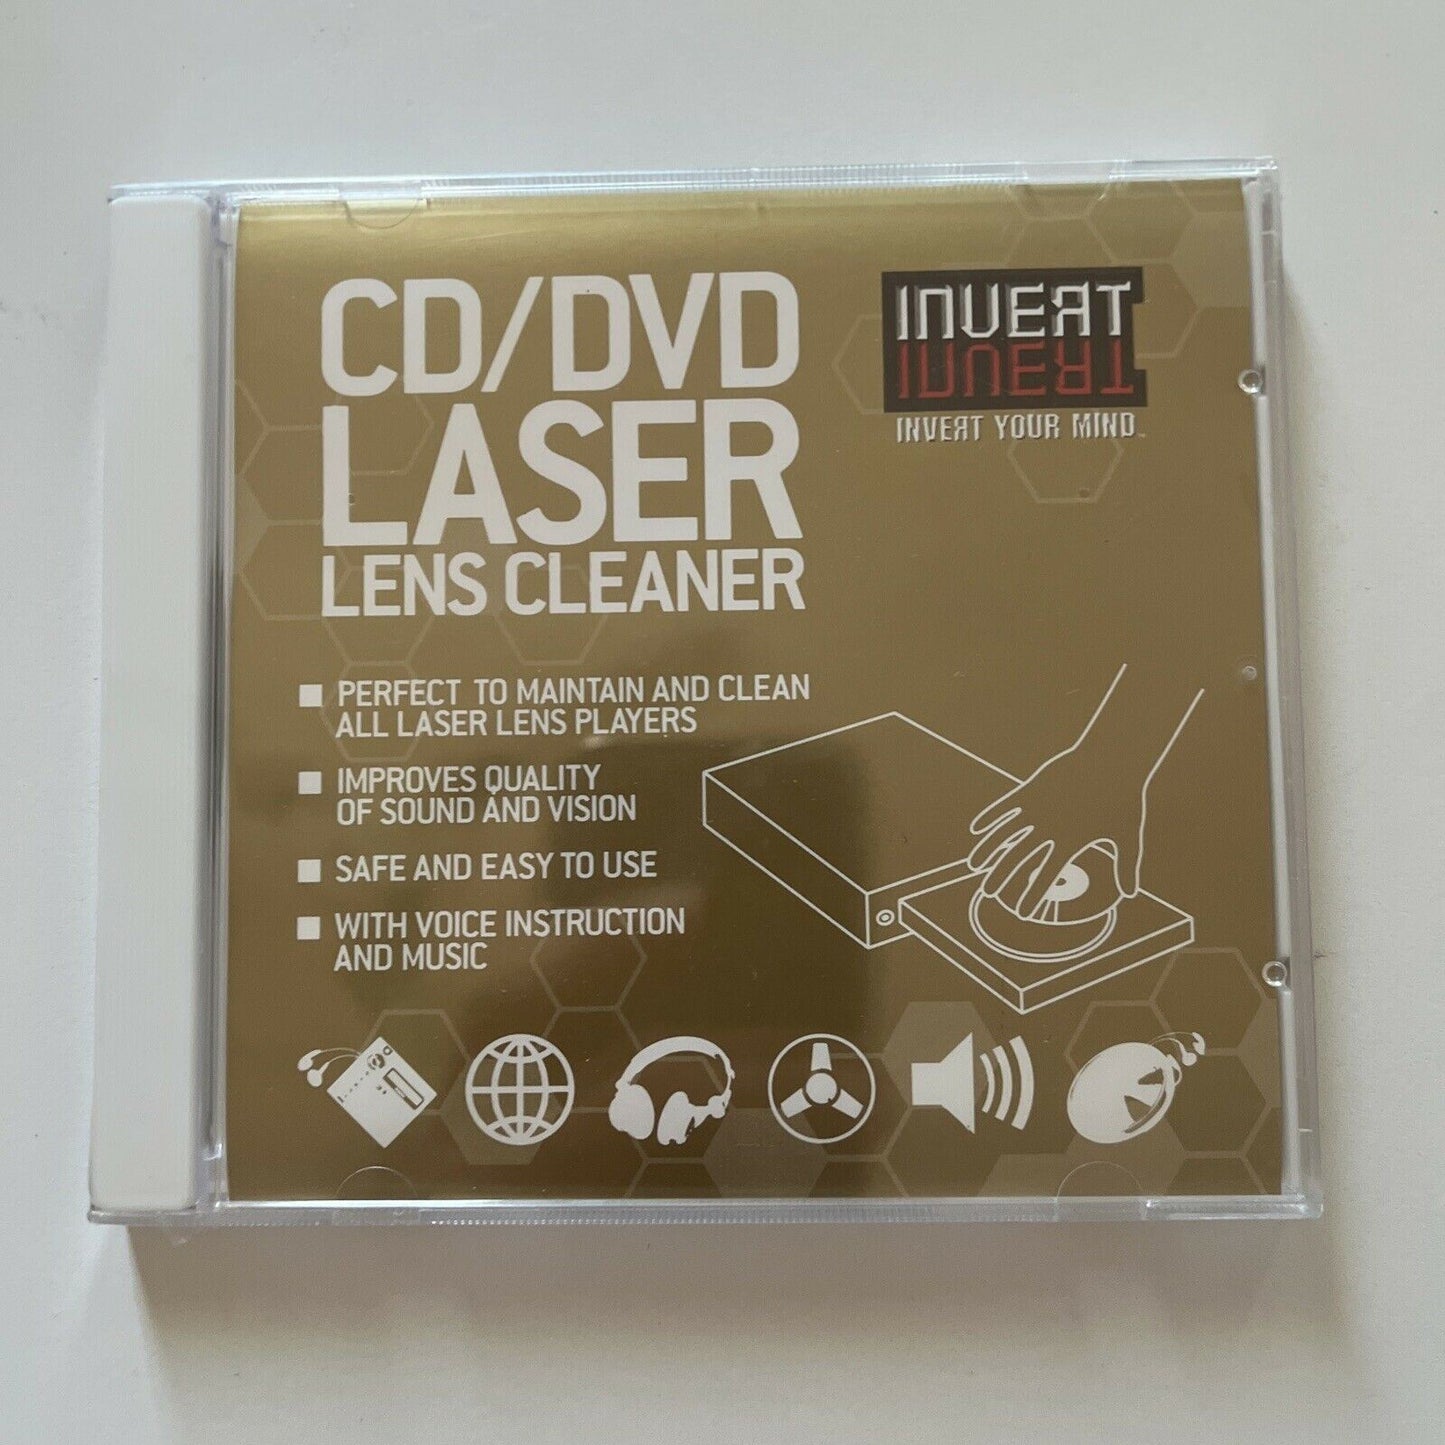 CD/DVD
LASER
LENS CLEANER
INVERT
INVERT
INVERT YOUR MIND™
PERFECT TO MAINTAIN AND CLEAN
ALL LASER LENS PLAYERS
IMPROVES QUALITY
OF SOUND AND VISION
SAFE AND EASY TO USE
WITH VOICE INSTRUCTION
AND MUSIC